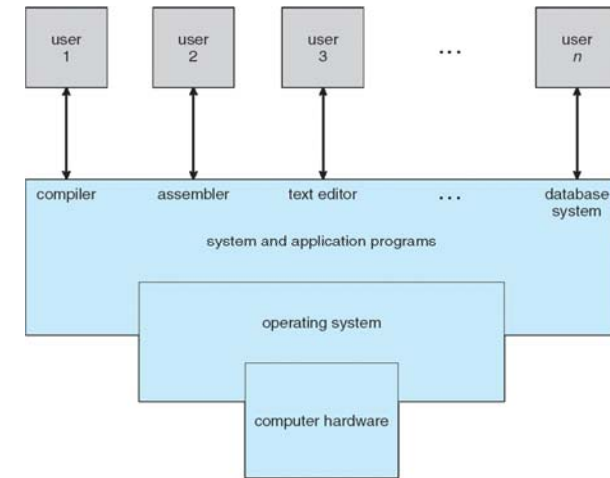 user
1
user
2
user
3
...
user
n
compiler
assembler
text editor
...
database
system
system and application programs
operating system
computer hardware